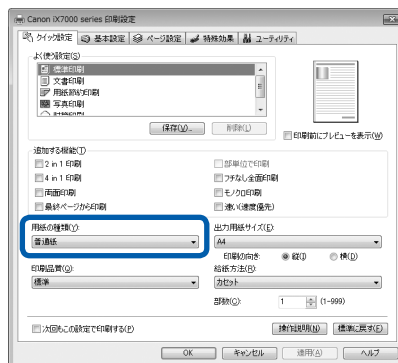 Canon iX7000 series 印刷設定
クイック設定 基本設定 ページ設定 特殊効果 ユーティリティ
よく使う設定(S)
標準印刷
文書印刷
用紙節約印刷
写真印刷
封筒印刷
保存(V)... 削除(L) 印刷前にプレビューを表示(W)
追加する機能(T)
2 in 1 印刷 部単位で印刷
4 in 1 印刷 フチなし全面印刷
両面印刷 モノクロ印刷
最終ページから印刷 速い(速度優先)
用紙の種類(Y): 出力用紙サイズ(E):
普通紙 A4
印刷の向き: 縦(I) 横(D)
印刷品質(Q): 給紙方法(R):
標準 カセット
部数(C): 1 (1-999)
次回もこの設定で印刷する(P) 操作説明(N) 標準に戻す(F)
OK キャンセル 適用(A) ヘルプ